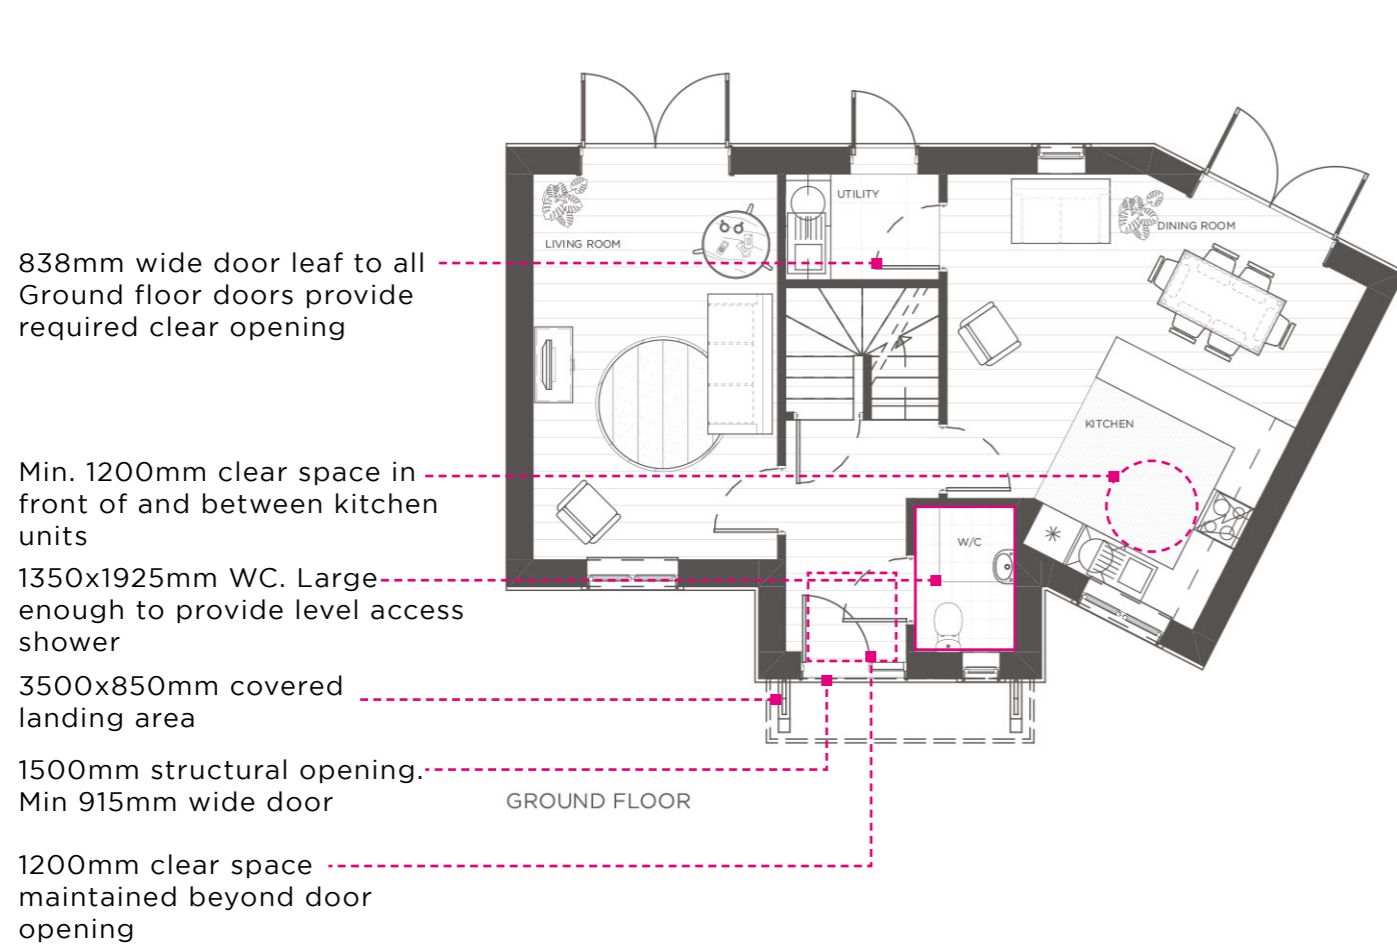 UTILITY
DINING ROOM
LIVING ROOM
838mm wide door leaf to all
Ground floor doors provide
required clear opening
KITCHEN
Min. 1200mm clear space in
front of and between kitchen
units
W/C
1350x1925mm WC. Large
enough to provide level access
shower
3500x850mm covered
landing area
1500mm structural opening.
Min 915mm wide door
GROUND FLOOR
1200mm clear space
maintained beyond door
opening